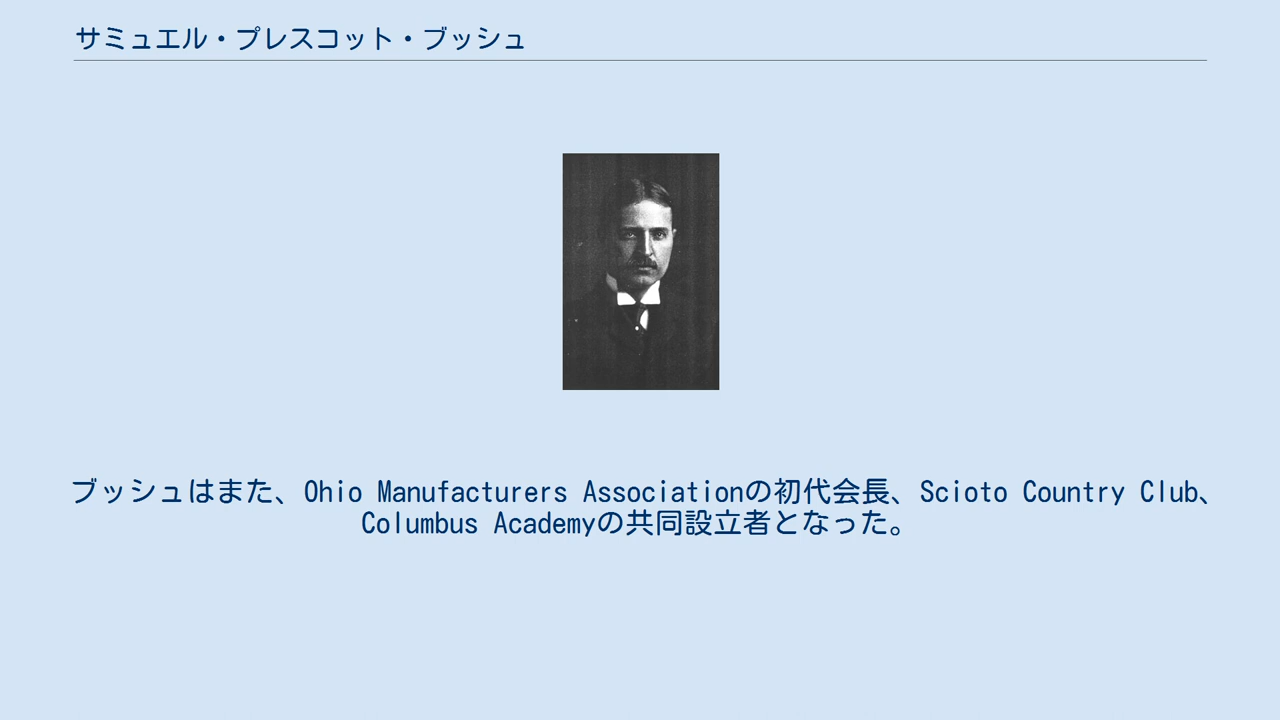 サミュエル・プレスコット・ブッシュ
ブッシュはまた、Ohio Manufacturers Associationの初代会長、Scioto Country Club、
Columbus Academyの共同設立者となった。